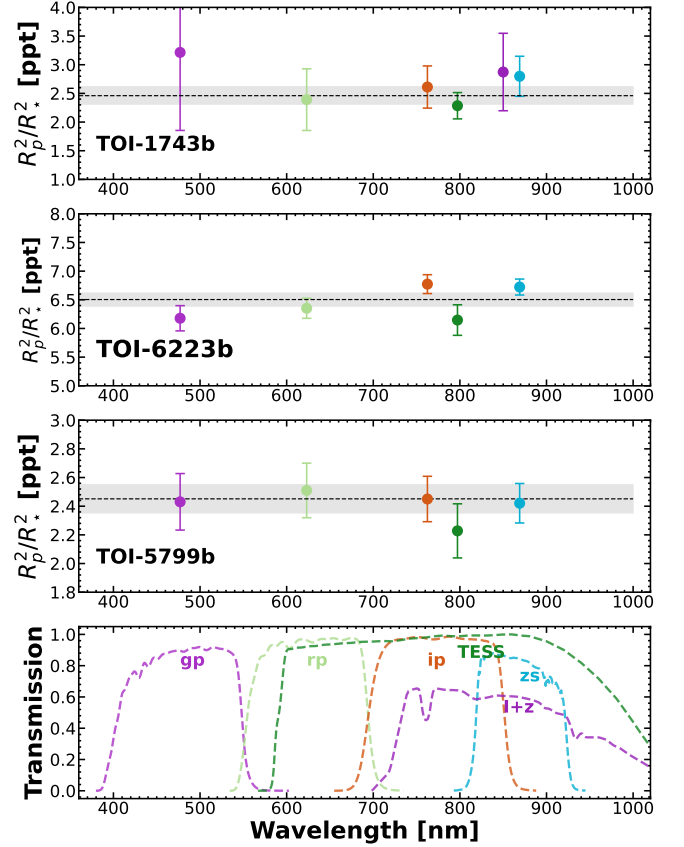 4.0
3.5
3.0
2.5
2.0
1.5
1.0
R_p^2/R_⋆^2 [ppt]
TOI-1743b
400 500 600 700 800 900 1000
8.0
7.5
7.0
6.5
6.0
5.5
5.0
R_p^2/R_⋆^2 [ppt]
TOI-6223b
400 500 600 700 800 900 1000
3.0
2.8
2.6
2.4
2.2
2.0
1.8
R_p^2/R_⋆^2 [ppt]
TOI-5799b
400 500 600 700 800 900 1000
1.0
0.8
0.6
0.4
0.2
0.0
Transmission
gp rp ip TESS
zs
I+z
400 500 600 700 800 900 1000
Wavelength [nm]